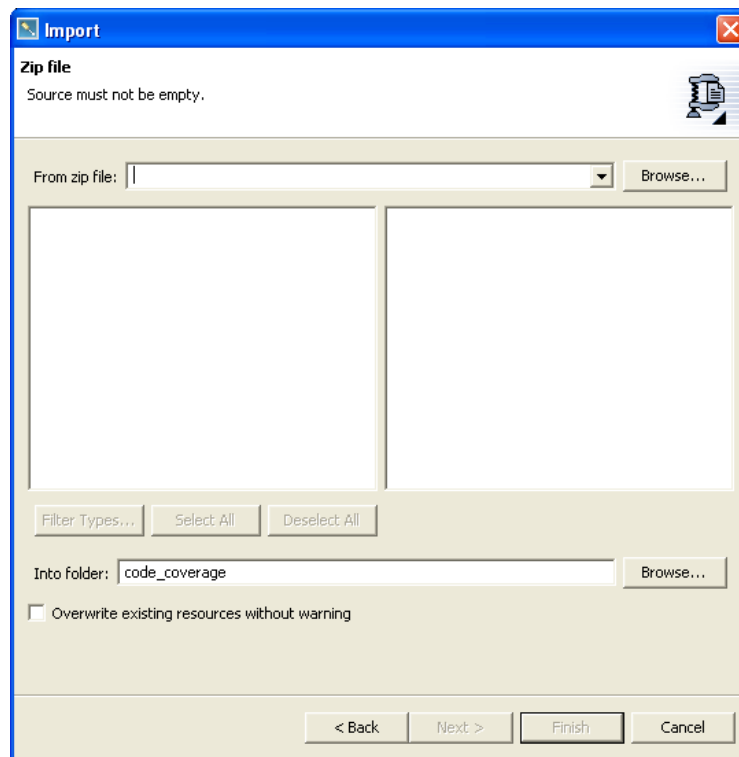 Import
Zip file
Source must not be empty.
From zip file:
Browse...
Filter Types...
Select All
Deselect All
Into folder:
code_coverage
Browse...
Overwrite existing resources without warning
< Back
Next >
Finish
Cancel